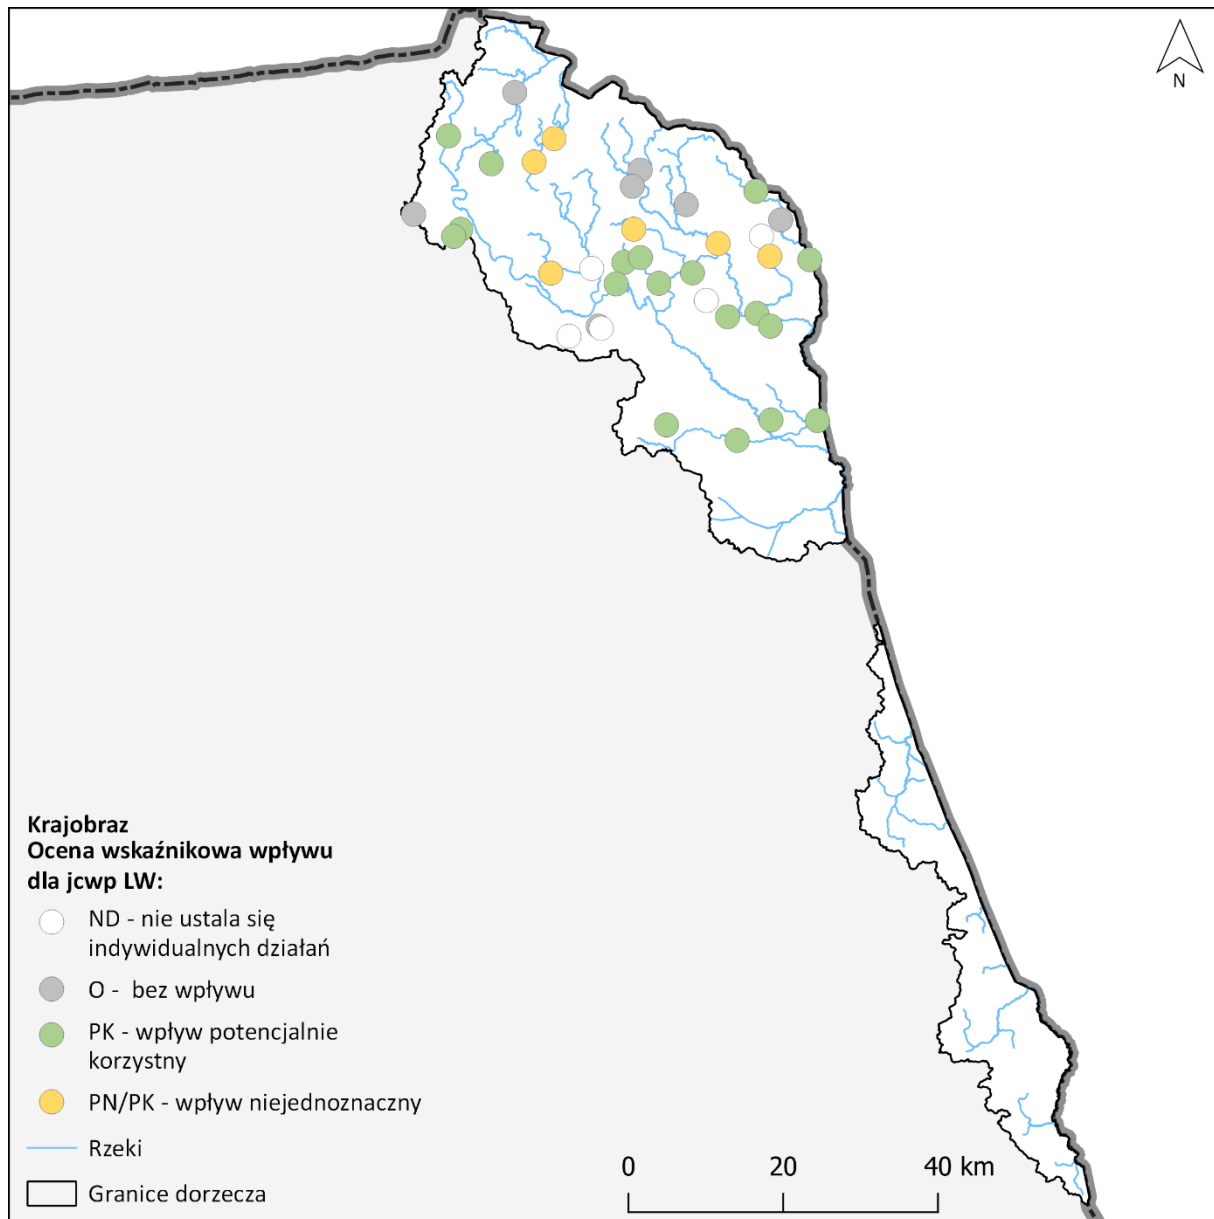 N
Krajobraz
Ocena wskaźnikowa wpływu
dla jcwp LW:
ND - nie ustala się
indywidualnych działań
O - bez wpływu
PK - wpływ potencjalnie
korzystny
PN/PK - wpływ niejednoznaczny
Rzeki
Granice dorzecza
0 20 40 km